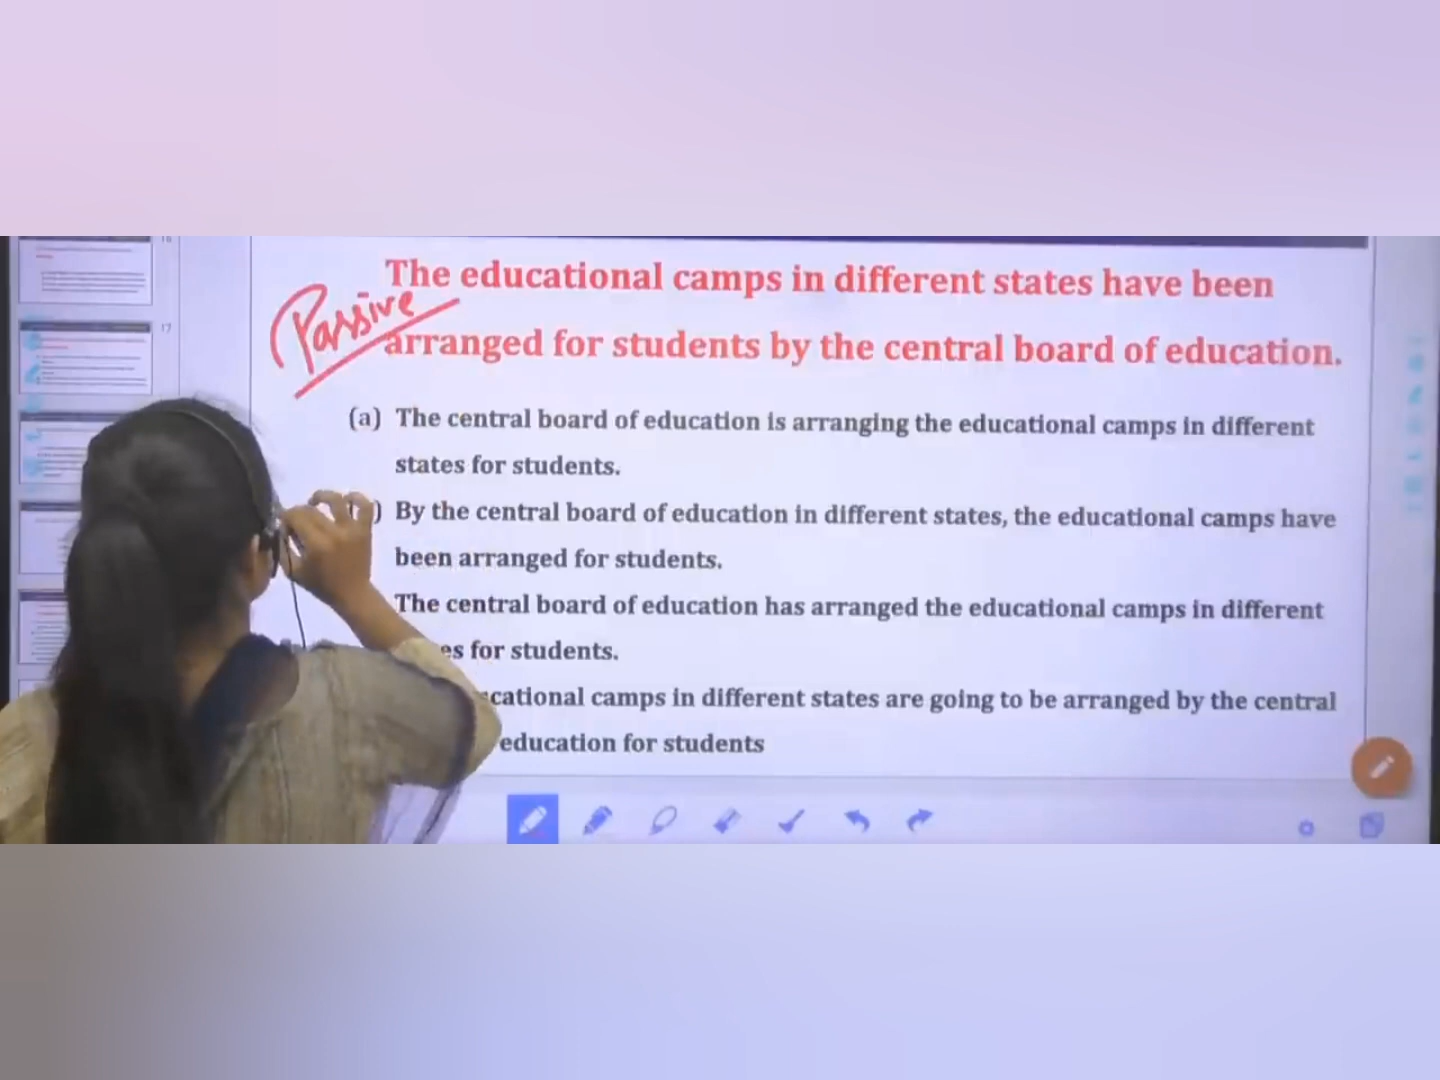 The educational camps in different states have been
Passive
arranged for students by the central board of education.
(a) The central board of education is arranging the educational camps in different
states for students.
) By the central board of education in different states, the educational camps have
been arranged for students.
The central board of education has arranged the educational camps in different
es for students.
cational camps in different states are going to be arranged by the central
education for students
17